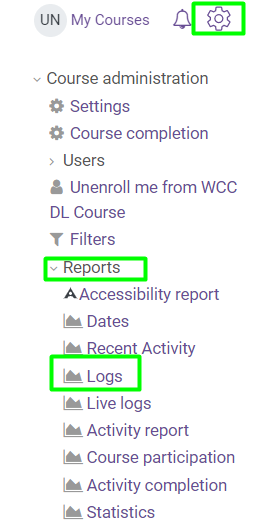 UN My Courses
Course administration
Settings
Course completion
Users
Unenroll me from WCC
DL Course
Filters
Reports
Accessibility report
Dates
Recent Activity
Logs
Live logs
Activity report
Course participation
Activity completion
Statistics